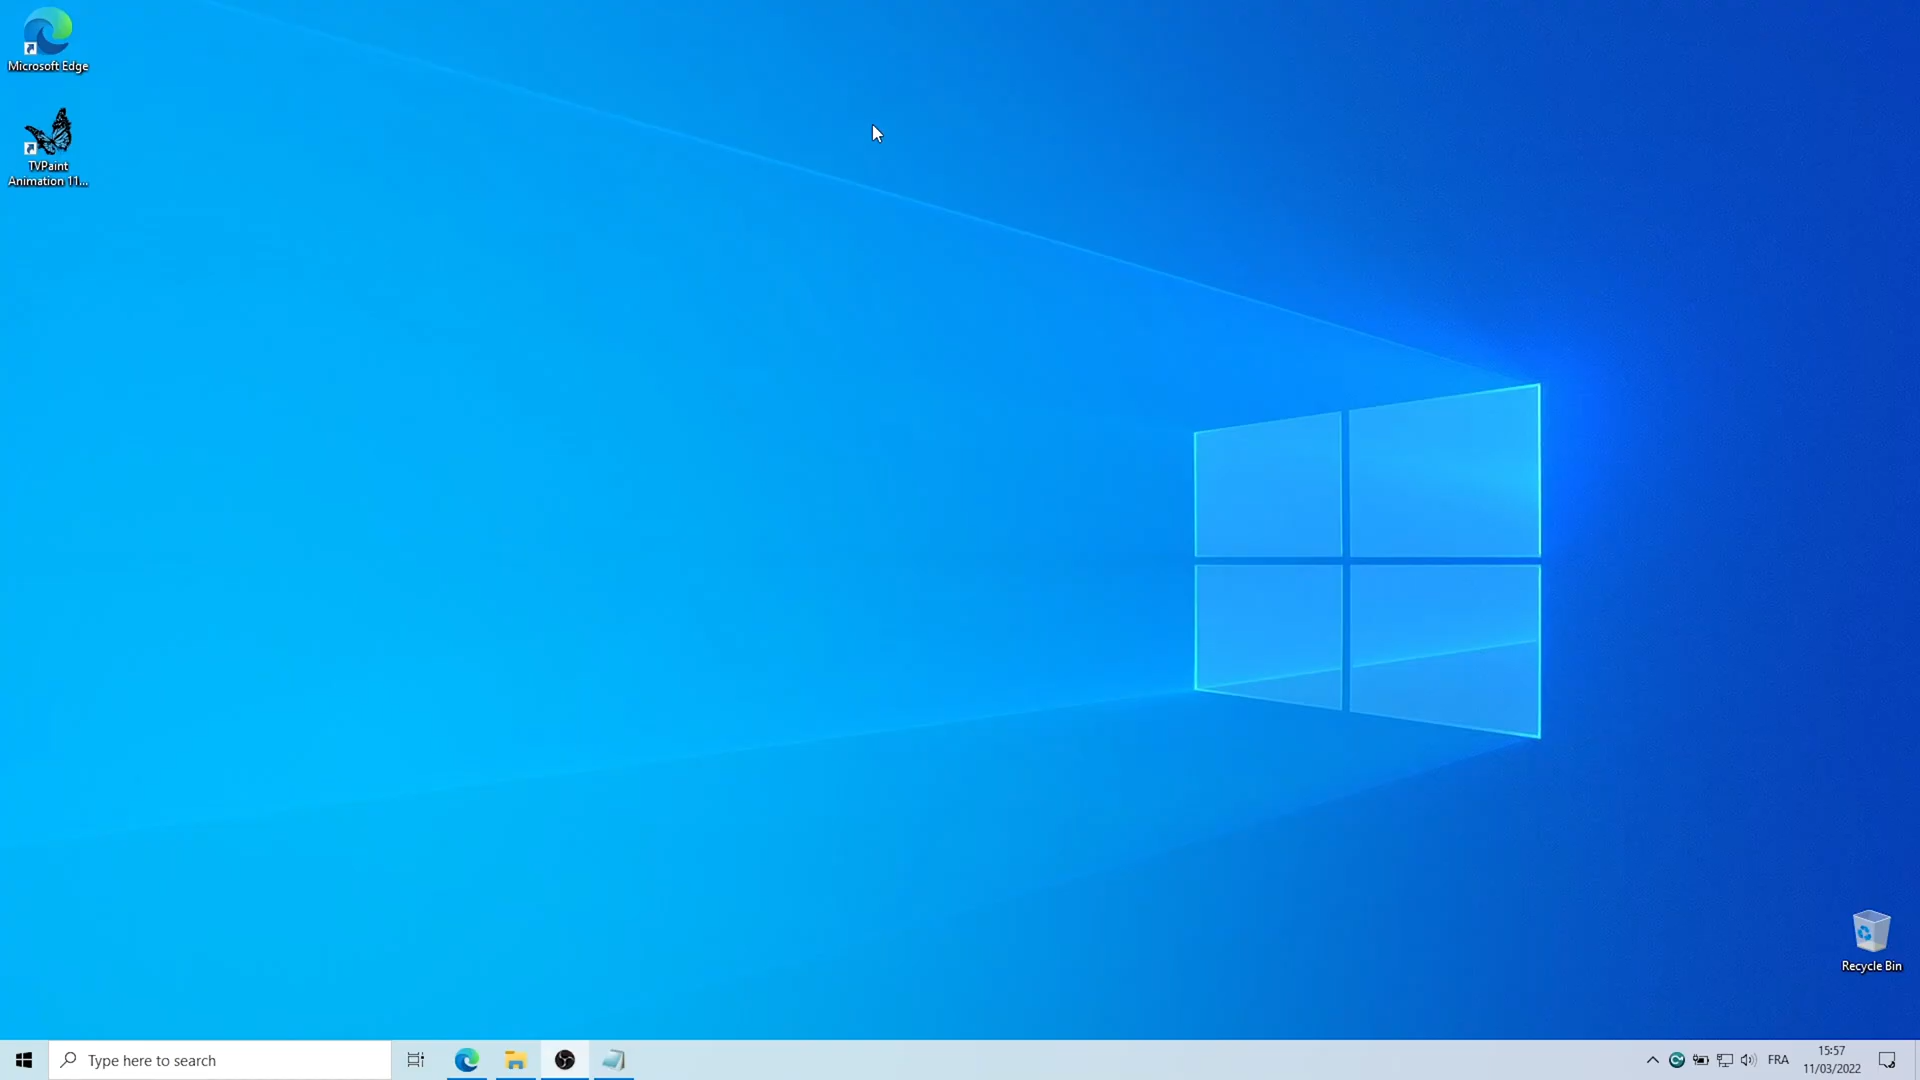 Microsoft Edge
TVPaint
Animation 11...
Recycle Bin
Type here to search
FRA
15:57
11/03/2022